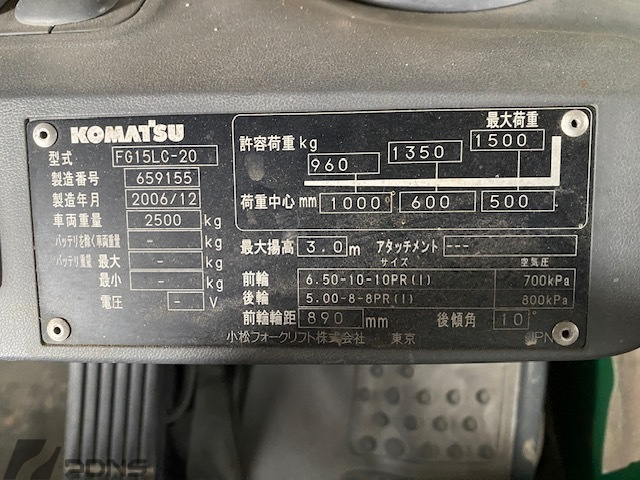 KOMATSU
型式 FG15LC-20
製造番号 659155
製造年月 2006/12
車両重量 2500 kg
バッテリを除く車両重量 - kg
バッテリ重量 最大 - kg
最小 - kg
電圧 - V
最大荷重
許容荷重 kg 960 1350 1500
荷重中心 mm 1000 600 500
最大揚高 3.0 m アタッチメント ---
サイズ 空気圧
前輪 6.50-10-10PR(I) 700kPa
後輪 5.00-8-8PR(I) 800kPa
前輪輪距 890 mm 後傾角 10°
小松フォークリフト株式会社 東京 JPN
2DNS